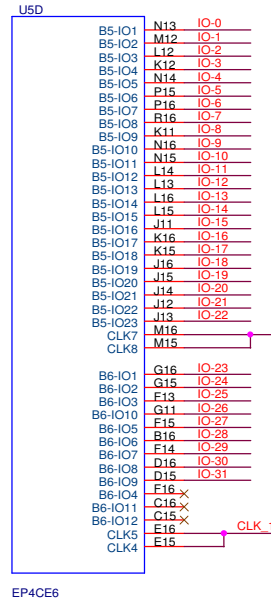 U5D
B5-IO1 N13 IO-0
B5-IO2 M12 IO-1
B5-IO3 L12 IO-2
B5-IO4 K12 IO-3
B5-IO5 N14 IO-4
B5-IO6 P15 IO-5
B5-IO7 P16 IO-6
B5-IO8 R16 IO-7
B5-IO9 K11 IO-8
B5-IO10 N16 IO-9
B5-IO11 N15 IO-10
B5-IO12 L14 IO-11
B5-IO13 L13 IO-12
B5-IO14 L16 IO-13
B5-IO15 L15 IO-14
B5-IO16 J11 IO-15
B5-IO17 K16 IO-16
B5-IO18 K15 IO-17
B5-IO19 J16 IO-18
B5-IO20 J15 IO-19
B5-IO21 J14 IO-20
B5-IO22 J12 IO-21
B5-IO23 J13 IO-22
CLK7 M16
CLK8 M15
B6-IO1 G16 IO-23
B6-IO2 G15 IO-24
B6-IO3 F13 IO-25
B6-IO10 G11 IO-26
B6-IO5 F15 IO-27
B6-IO6 B16 IO-28
B6-IO7 F14 IO-29
B6-IO8 D16 IO-30
B6-IO9 D15 IO-31
B6-IO4 F16
B6-IO11 C16
B6-IO12 C15
CLK5 E16 CLK_1
CLK4 E15
EP4CE6